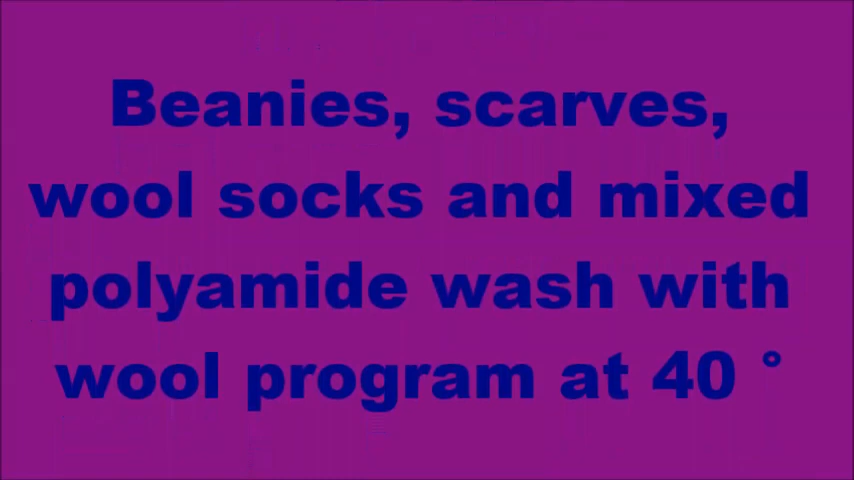 Beanies, scarves,
wool socks and mixed
polyamide wash with
wool program at 40 °